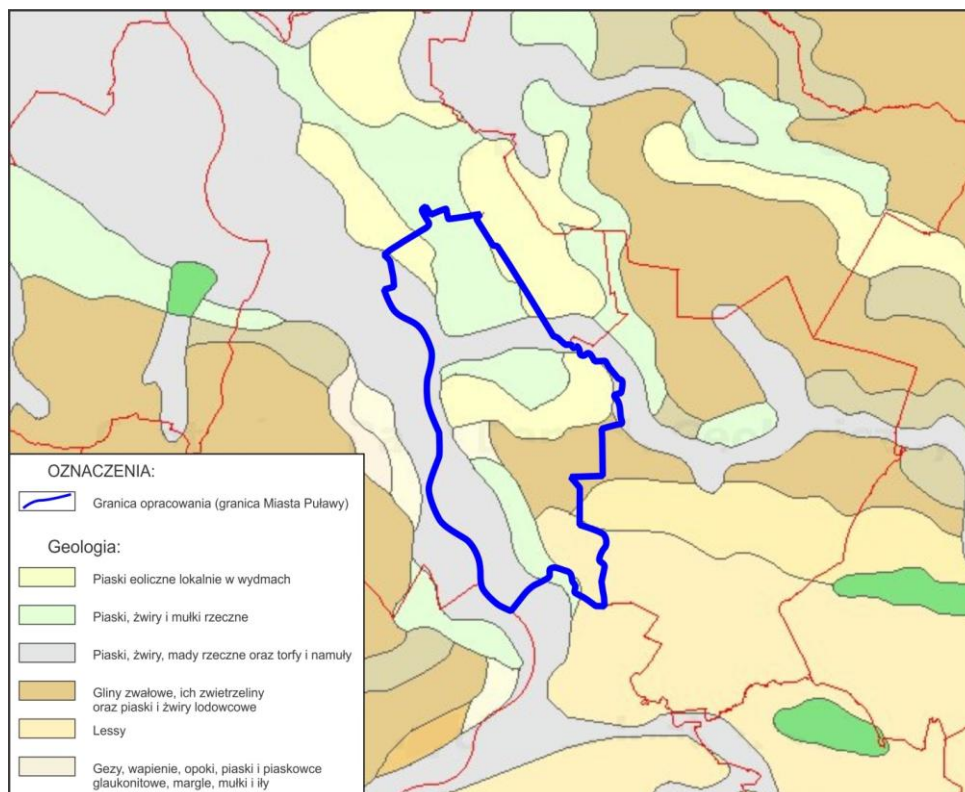 OZNACZENIA:
Granica opracowania (granica Miasta Puławy)
Geologia:
Piaski eoliczne lokalnie w wydmach
Piaski, żwiry i mułki rzeczne
Piaski, żwiry, mady rzeczne oraz torfy i namuły
Gliny zwałowe, ich zwietrzeliny
oraz piaski i żwiry lodowcowe
Lessy
Gezy, wapienie, opoki, piaski i piaskowce
glaukonitowe, margle, mułki i iły